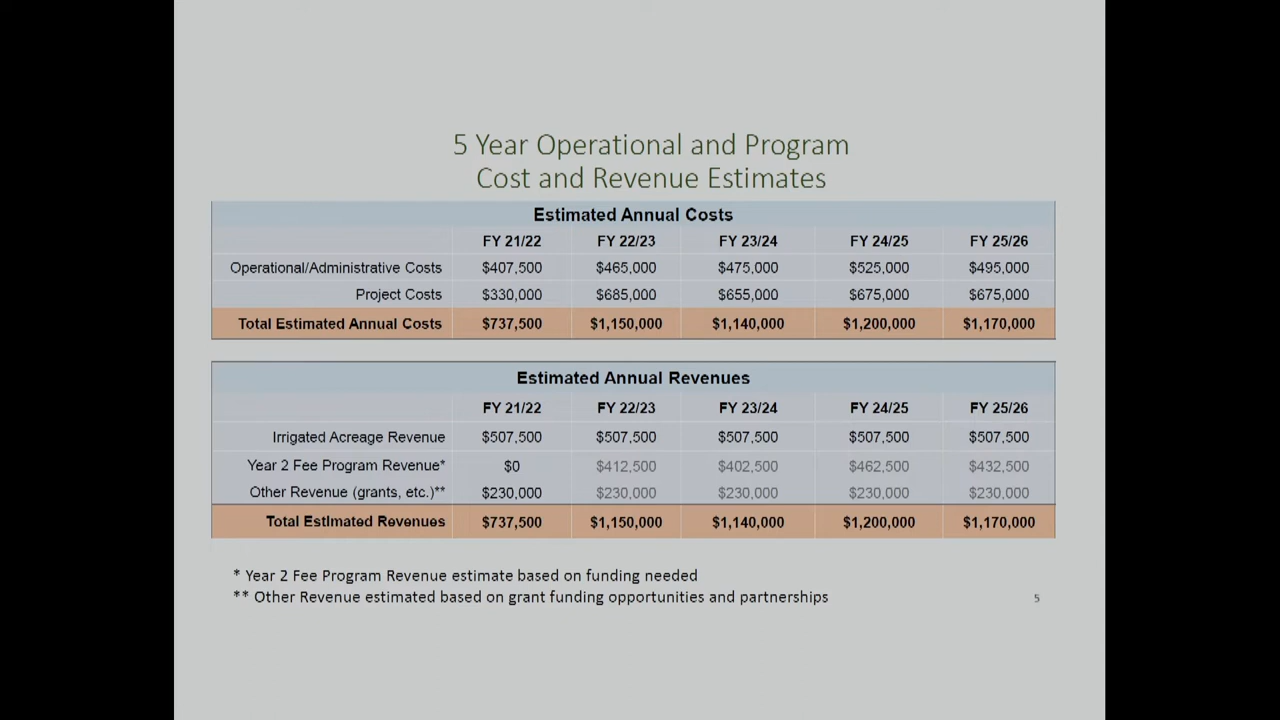 5 Year Operational and Program
Cost and Revenue Estimates
Estimated Annual Costs
FY 21/22 FY 22/23 FY 23/24 FY 24/25 FY 25/26
Operational/Administrative Costs $407,500 $465,000 $475,000 $525,000 $495,000
Project Costs $330,000 $685,000 $655,000 $675,000 $675,000
Total Estimated Annual Costs $737,500 $1,150,000 $1,140,000 $1,200,000 $1,170,000
Estimated Annual Revenues
FY 21/22 FY 22/23 FY 23/24 FY 24/25 FY 25/26
Irrigated Acreage Revenue $507,500 $507,500 $507,500 $507,500 $507,500
Year 2 Fee Program Revenue* $0 $412,500 $402,500 $462,500 $432,500
Other Revenue (grants, etc.)** $230,000 $230,000 $230,000 $230,000 $230,000
Total Estimated Revenues $737,500 $1,150,000 $1,140,000 $1,200,000 $1,170,000
* Year 2 Fee Program Revenue estimate based on funding needed
** Other Revenue estimated based on grant funding opportunities and partnerships
5